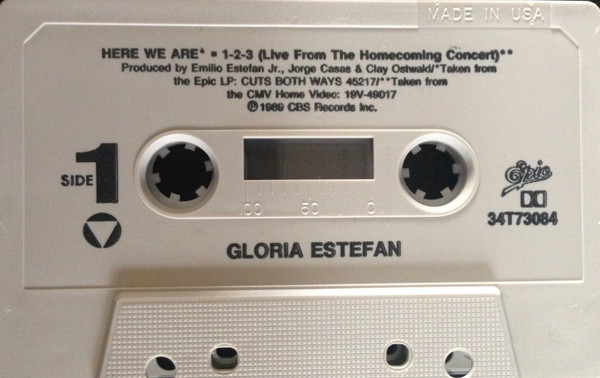 MADE IN USA
HERE WE ARE* • 1-2-3 (Live From The Homecoming Concert)**
Produced by Emilio Estefan Jr., Jorge Casas & Clay Ostwald/*Taken from
the Epic LP: CUTS BOTH WAYS 45217/**Taken from
the CMV Home Video: 19V-49017
℗ 1989 CBS Records Inc.
SIDE 1
Epic
34T73084
100 50 0
GLORIA ESTEFAN